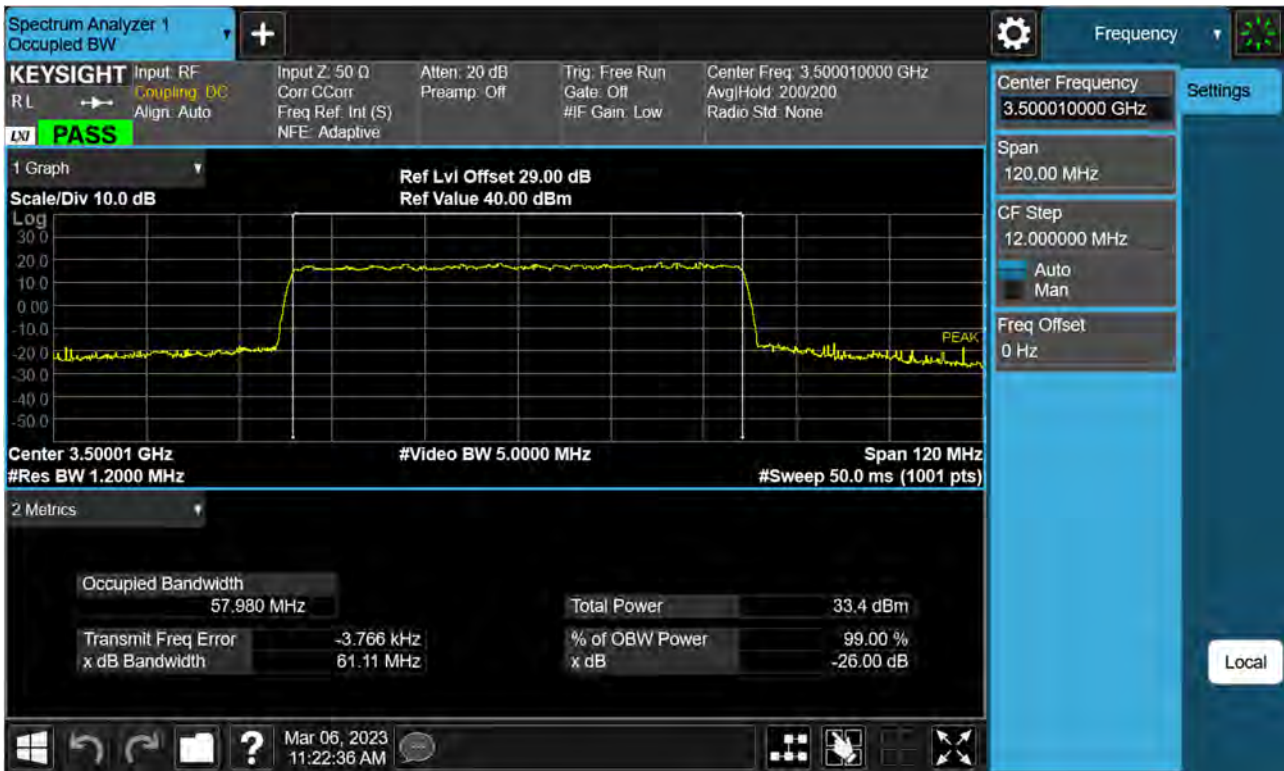 Spectrum Analyzer 1
Occupied BW
+
Frequency
KEYSIGHT
R L
LXI
PASS
Input: RF
Coupling: DC
Align: Auto
Input Z: 50 Ω
Corr CCorr
Freq Ref: Int (S)
NFE: Adaptive
Atten: 20 dB
Preamp: Off
Trig: Free Run
Gate: Off
#IF Gain: Low
Center Freq: 3.500010000 GHz
Avg|Hold: 200/200
Radio Std: None
1 Graph
Scale/Div 10.0 dB
Ref Lvl Offset 29.00 dB
Ref Value 40.00 dBm
Log
30.0
20.0
10.0
0.00
-10.0
-20.0
-30.0
-40.0
-50.0
PEAK
Center 3.50001 GHz
#Res BW 1.2000 MHz
#Video BW 5.0000 MHz
Span 120 MHz
#Sweep 50.0 ms (1001 pts)
2 Metrics
Occupied Bandwidth
57.980 MHz
Transmit Freq Error -3.766 kHz
x dB Bandwidth 61.11 MHz
Total Power 33.4 dBm
% of OBW Power 99.00 %
x dB -26.00 dB
Center Frequency
3.500010000 GHz
Span
120.00 MHz
CF Step
12.000000 MHz
Auto
Man
Freq Offset
0 Hz
Settings
Local
?
Mar 06, 2023
11:22:36 AM